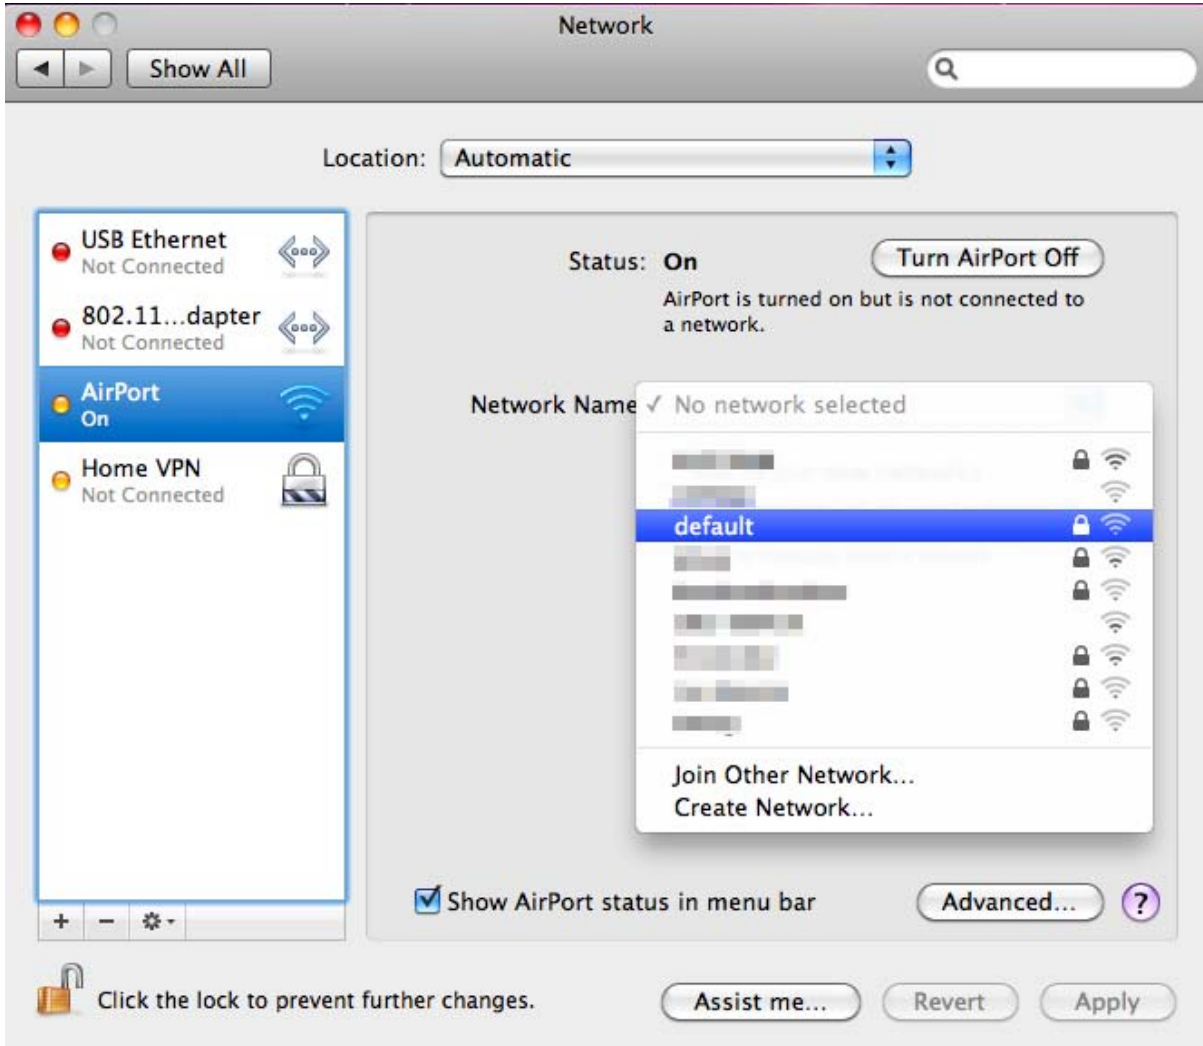 Network
Show All
Location: Automatic
USB Ethernet
Not Connected
802.11...dapter
Not Connected
AirPort
On
Home VPN
Not Connected
Status: On
Turn AirPort Off
AirPort is turned on but is not connected to
a network.
Network Name
✓ No network selected
default
Join Other Network...
Create Network...
Show AirPort status in menu bar
Advanced...
?
Click the lock to prevent further changes.
Assist me...
Revert
Apply